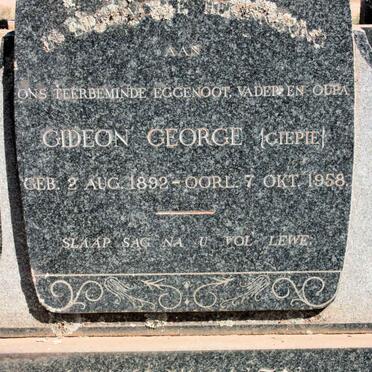 AAN
ONS TEERBEMINDE EGGENOOT, VADER EN OUPA
GIDEON GEORGE (GIEPIE)
GEB. 2 AUG. 1892 – OORL. 7 OKT. 1958.
SLAAP SAG NA U VOL LEWE.